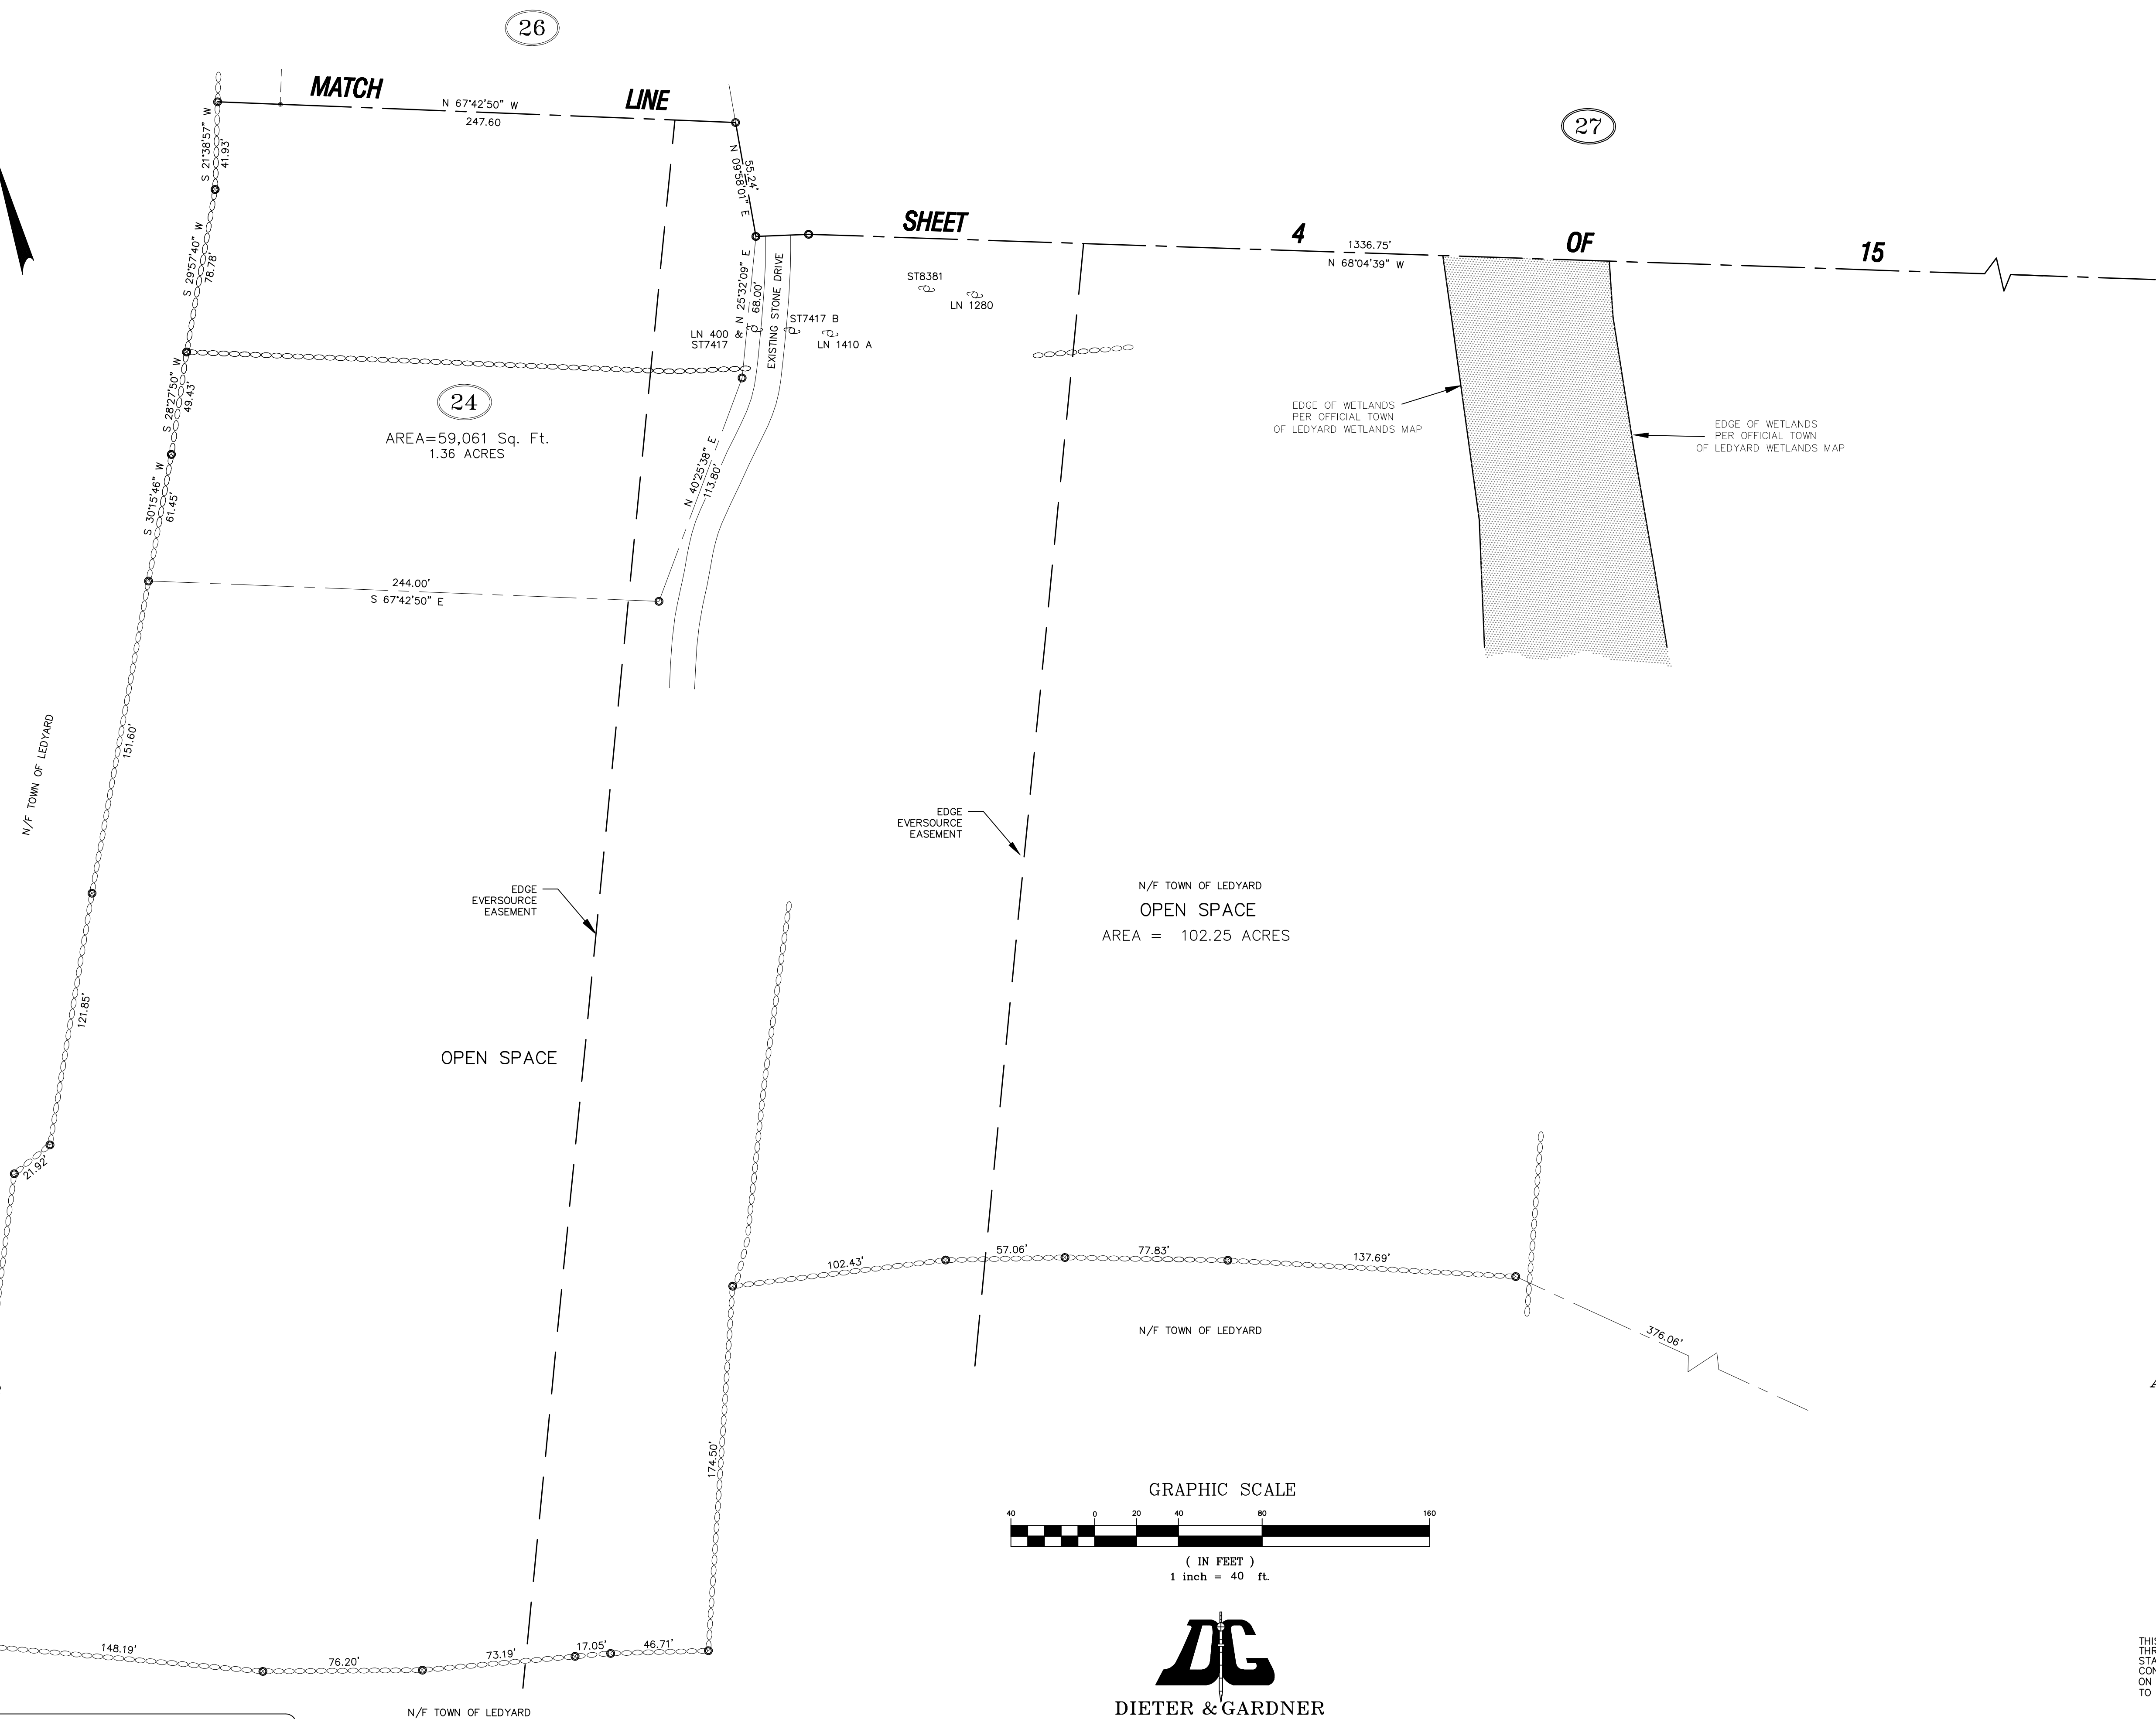 26
MATCH LINE
N 67°42'50" W
247.60
27
S 21°38'57" W
41.93'
N 09°58'01" E
55.24'
SHEET 4 OF 15
1336.75'
N 68°04'39" W
S 29°57'40" W
78.78'
N 25°32'09" E
68.00'
EXISTING STONE DRIVE
ST8381
LN 1280
LN 400 &
ST7417
ST7417 B
LN 1410 A
S 28°27'50" W
49.43'
24
AREA=59,061 Sq. Ft.
1.36 ACRES
EDGE OF WETLANDS
PER OFFICIAL TOWN
OF LEDYARD WETLANDS MAP
EDGE OF WETLANDS
PER OFFICIAL TOWN
OF LEDYARD WETLANDS MAP
S 30°15'46" W
61.45'
N 40°25'38" E
113.80'
244.00'
S 67°42'50" E
N/F TOWN OF LEDYARD
151.60'
EDGE
EVERSOURCE
EASEMENT
EDGE
EVERSOURCE
EASEMENT
N/F TOWN OF LEDYARD
OPEN SPACE
AREA = 102.25 ACRES
121.85'
OPEN SPACE
21.92'
102.43'
57.06'
77.83'
137.69'
N/F TOWN OF LEDYARD
376.06'
174.50'
GRAPHIC SCALE
40 0 20 40 80 160
( IN FEET )
1 inch = 40 ft.
148.19'
76.20'
73.19'
17.05'
46.71'
N/F TOWN OF LEDYARD
DG
DIETER & GARDNER
THIS
THR
STA
CON
ON
TO